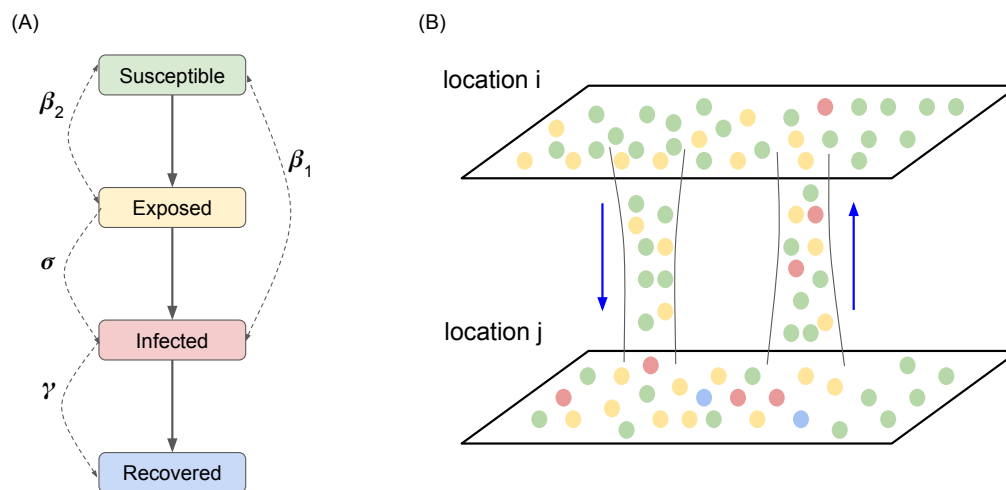 (A)
Susceptible
β2
β1
Exposed
σ
Infected
γ
Recovered
(B)
location i
location j